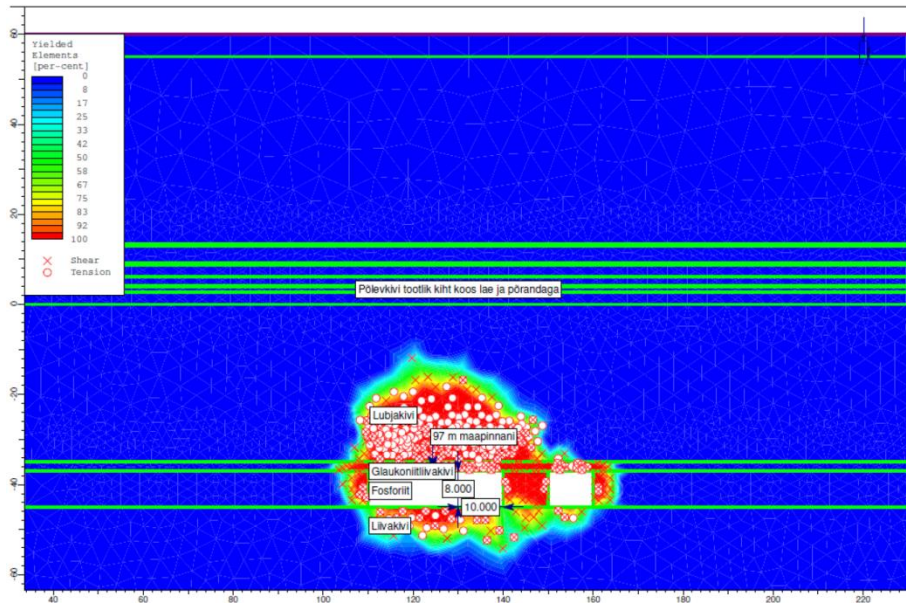 60
40
20
0
-20
-40
-60
Yielded
Elements
[per-cent]
0
8
17
25
33
42
50
58
67
75
83
92
100
Shear
Tension
Põlevkivi tootlik kiht koos lae ja põrandaga
Lubjakivi
97 m maapinnani
Glaukoniitliivakivi
Fosforiit
8.000
10.000
Liivakivi
40 60 80 100 120 140 160 180 200 220